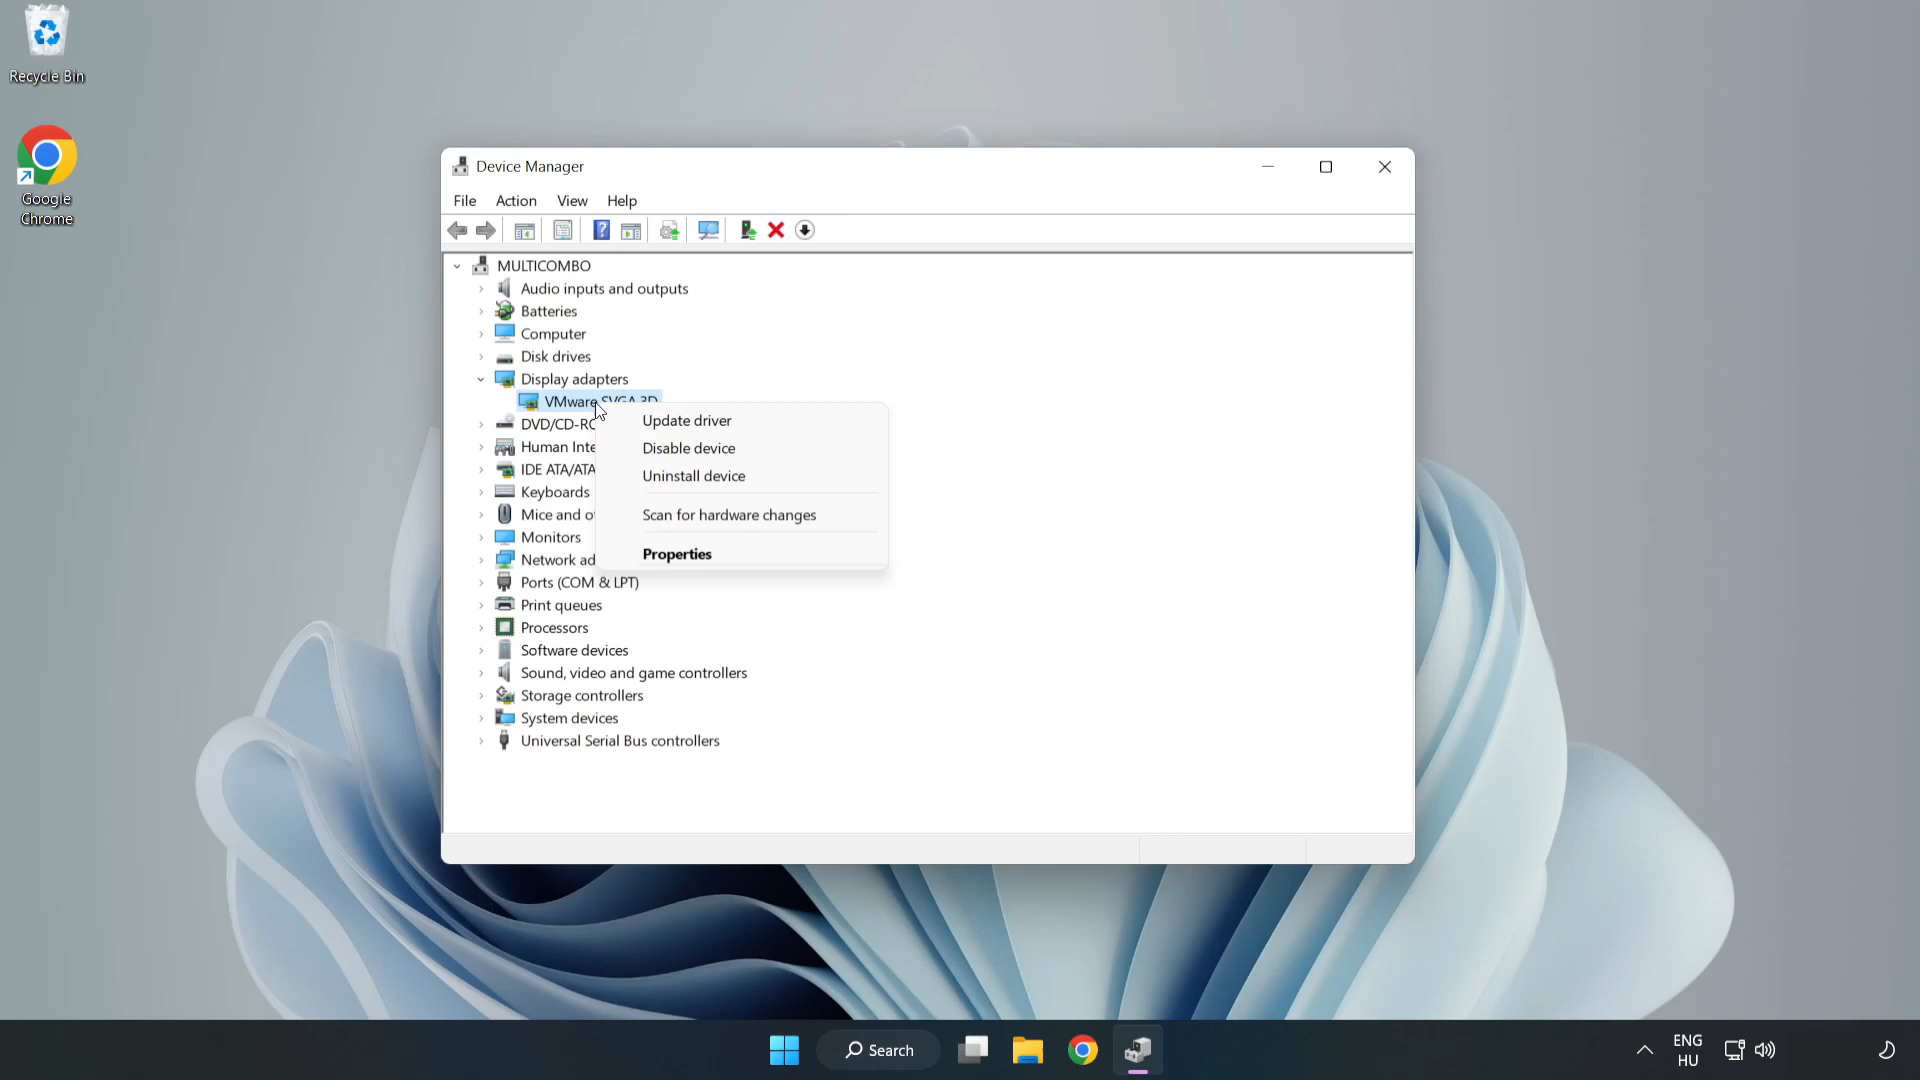 Recycle Bin
Google
Chrome
Device Manager
File Action View Help
MULTICOMBO
Audio inputs and outputs
Batteries
Computer
Disk drives
Display adapters
VMware SVGA 3D
DVD/CD-RO
Human Inte
IDE ATA/ATA
Keyboards
Mice and o
Monitors
Network ad
Ports (COM & LPT)
Print queues
Processors
Software devices
Sound, video and game controllers
Storage controllers
System devices
Universal Serial Bus controllers
Update driver
Disable device
Uninstall device
Scan for hardware changes
Properties
Search
ENG
HU